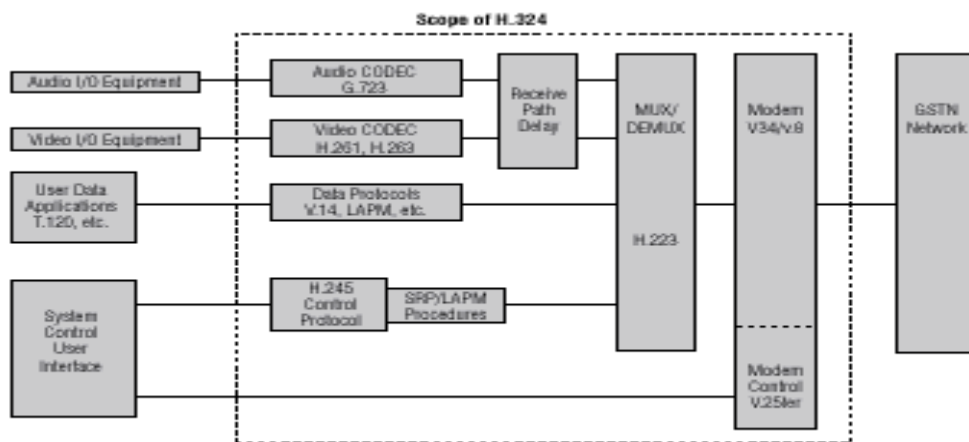 Scope of H.324
Audio I/O Equipment
Audio CODEC
G.723
Receive
Path
Delay
MUX/
DEMUX
H.223
Modem
V34/v.8
GSTN
Network
Video I/O Equipment
Video CODEC
H.261, H.263
User Data
Applications
T.120, etc.
Data Protocols
V.14, LAPM, etc.
System
Control
User
Interface
H.245
Control
Protocol
SRP/LAPM
Procedures
Modem
Control